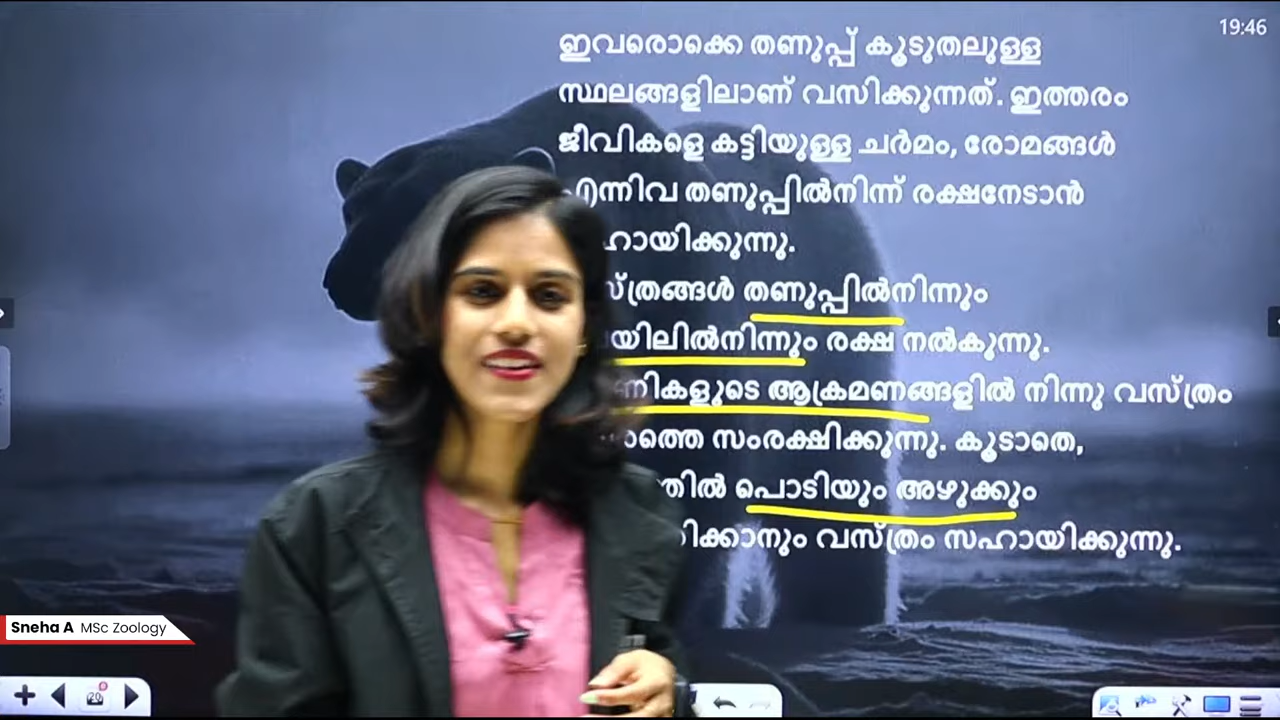 19:46
ഇവരൊക്കെ തണുപ്പ് കൂടുതലുള്ള
സ്ഥലങ്ങളിലാണ് വസിക്കുന്നത്. ഇത്തരം
ജീവികളെ കട്ടിയുള്ള ചർമം, രോമങ്ങൾ
എന്നിവ തണുപ്പിൽനിന്ന് രക്ഷനേടാൻ
ഹായിക്കുന്നു.
സ്ത്രങ്ങൾ തണുപ്പിൽനിന്നും
യിലിൽനിന്നും രക്ഷ നൽകുന്നു.
ണികളുടെ ആക്രമണങ്ങളിൽ നിന്നു വസ്ത്രം
ത്തെ സംരക്ഷിക്കുന്നു. കൂടാതെ,
ത്തിൽ പൊടിയും അഴുക്കും
ിക്കാനും വസ്ത്രം സഹായിക്കുന്നു.
Sneha A MSc Zoology
20